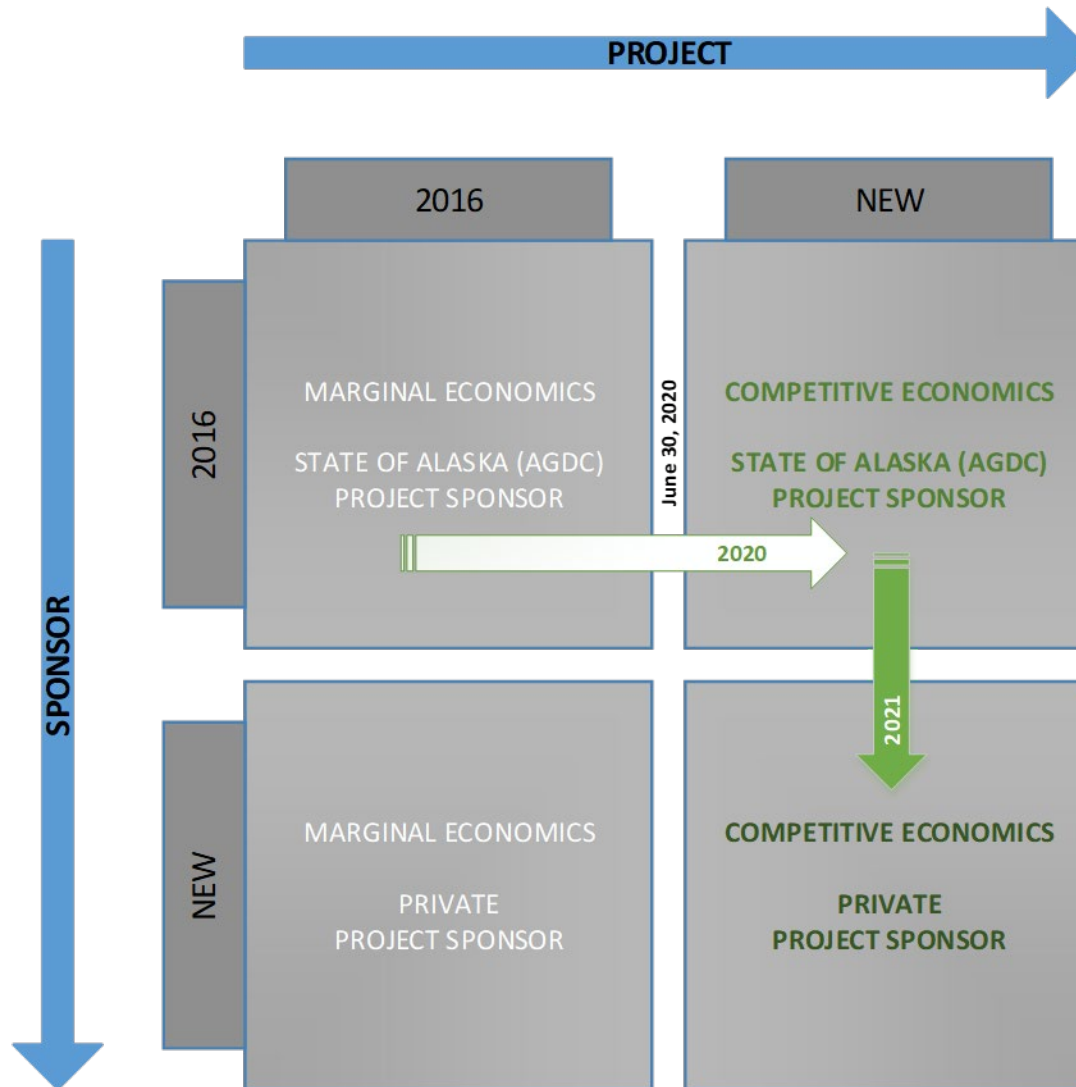 PROJECT
2016
NEW
SPONSOR
2016
MARGINAL ECONOMICS
STATE OF ALASKA (AGDC)
PROJECT SPONSOR
June 30, 2020
COMPETITIVE ECONOMICS
STATE OF ALASKA (AGDC)
PROJECT SPONSOR
2020
2021
NEW
MARGINAL ECONOMICS
PRIVATE
PROJECT SPONSOR
COMPETITIVE ECONOMICS
PRIVATE
PROJECT SPONSOR